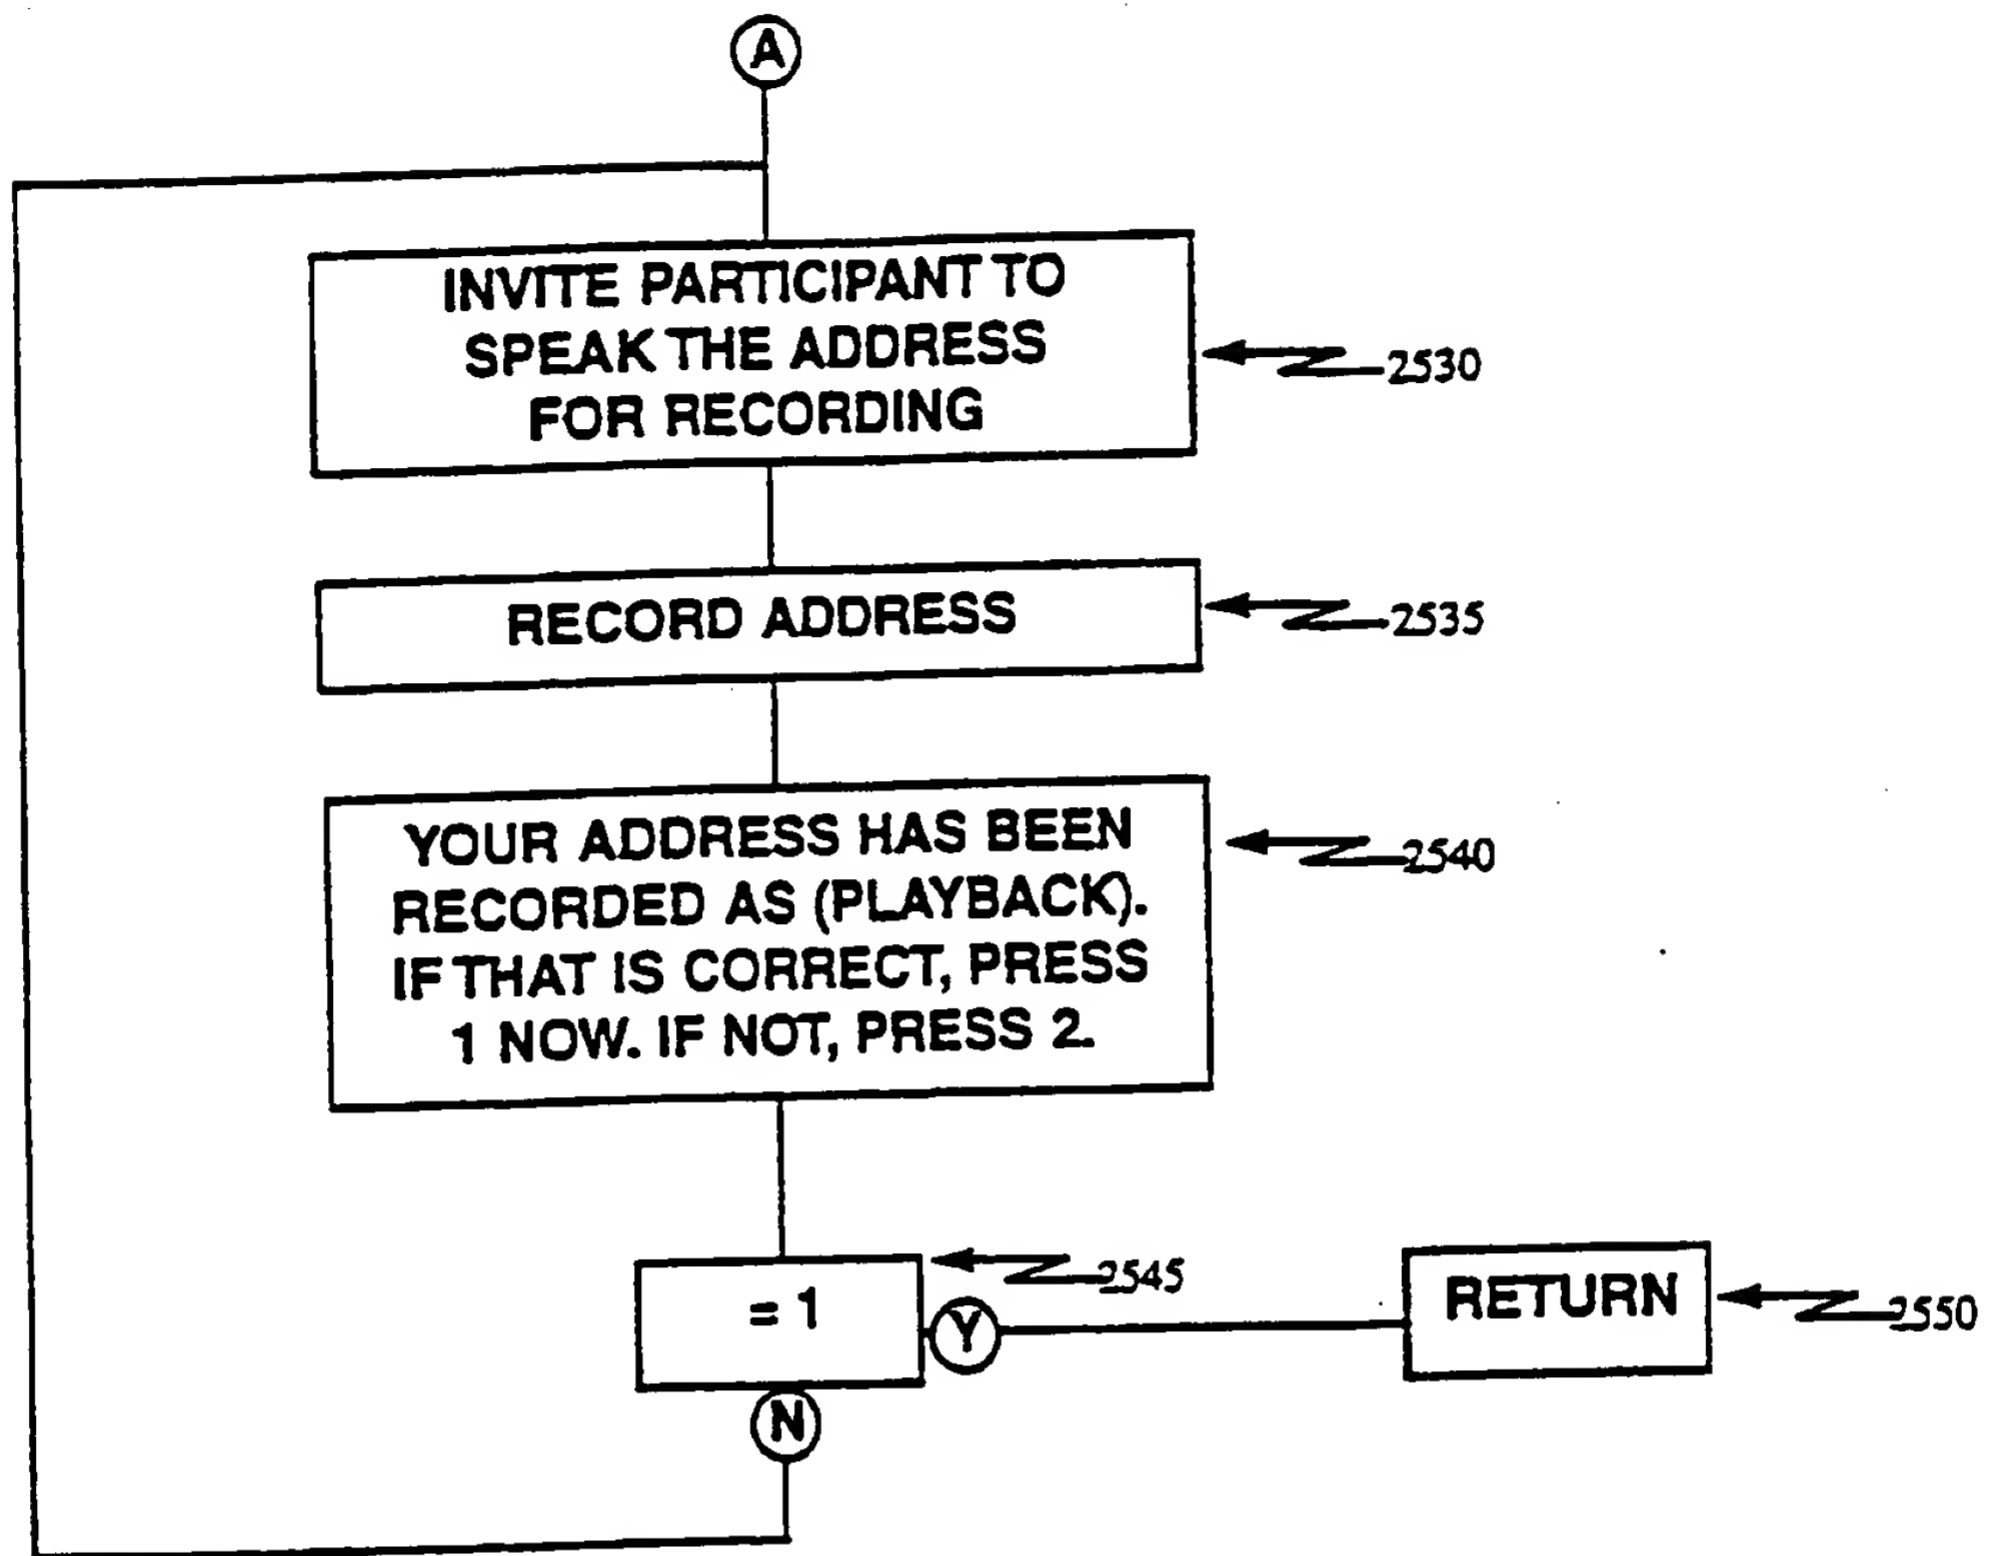 A
INVITE PARTICIPANT TO
SPEAK THE ADDRESS
FOR RECORDING
2530
RECORD ADDRESS
2535
YOUR ADDRESS HAS BEEN
RECORDED AS (PLAYBACK).
IF THAT IS CORRECT, PRESS
1 NOW. IF NOT, PRESS 2.
2540
= 1
2545
Y
RETURN
2550
N